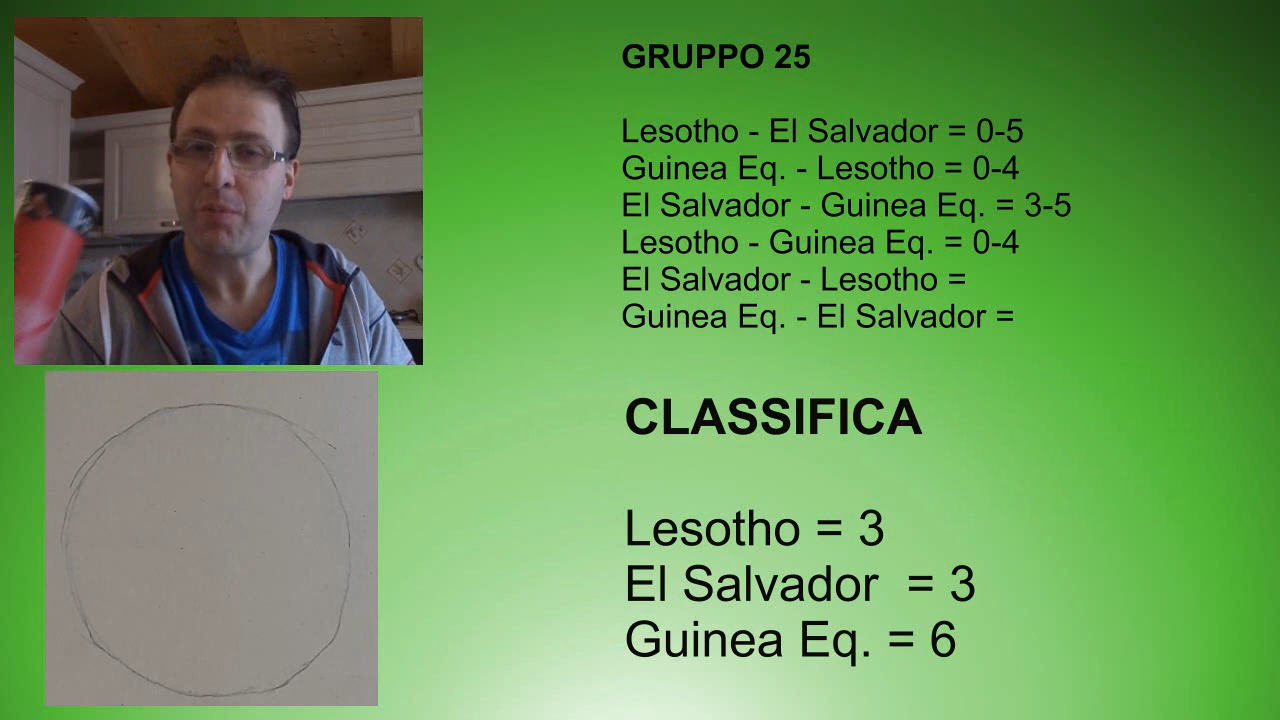 GRUPPO 25
Lesotho - El Salvador = 0-5
Guinea Eq. - Lesotho = 0-4
El Salvador - Guinea Eq. = 3-5
Lesotho - Guinea Eq. = 0-4
El Salvador - Lesotho =
Guinea Eq. - El Salvador =
CLASSIFICA
Lesotho = 3
El Salvador = 3
Guinea Eq. = 6